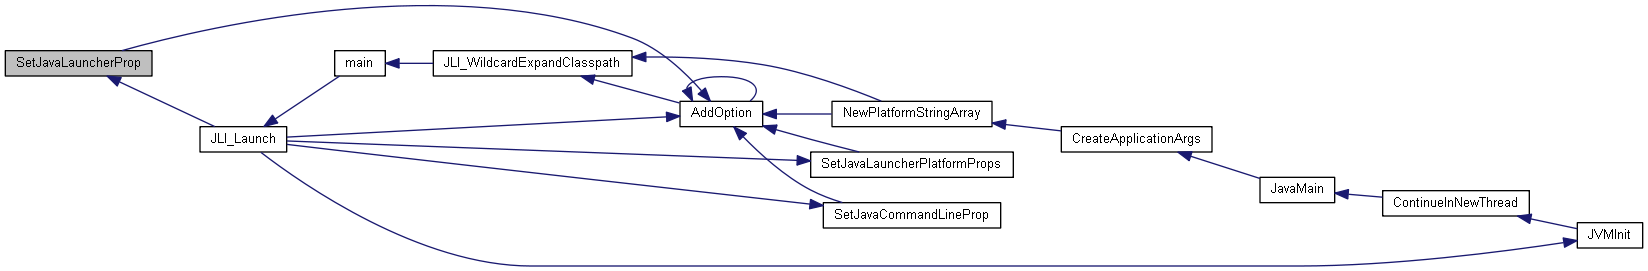 SetJavaLauncherProp
main
JLI_WildcardExpandClasspath
AddOption
NewPlatformStringArray
JLI_Launch
CreateApplicationArgs
SetJavaLauncherPlatformProps
JavaMain
ContinueInNewThread
SetJavaCommandLineProp
JVMInit